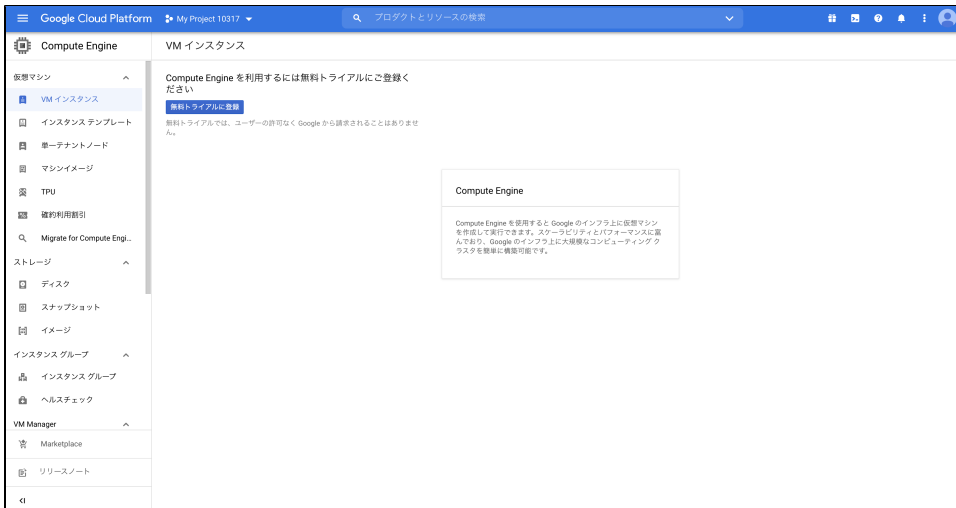 Google Cloud Platform
My Project 10317
プロダクトとリソースの検索
Compute Engine
VM インスタンス
仮想マシン
VM インスタンス
インスタンス テンプレート
単一テナントノード
マシンイメージ
TPU
確約利用割引
Migrate for Compute Engi...
ストレージ
ディスク
スナップショット
イメージ
インスタンス グループ
インスタンス グループ
ヘルスチェック
VM Manager
Marketplace
リリースノート
Compute Engine を利用するには無料トライアルにご登録く
ださい
無料トライアルに登録
無料トライアルでは、ユーザーの許可なく Google から請求されることはありませ
ん。
Compute Engine
Compute Engine を使用すると Google のインフラ上に仮想マシン
を作成して実行できます。スケーラビリティとパフォーマンスに富
んでおり、Google のインフラ上に大規模なコンピューティング ク
ラスタを簡単に構築可能です。